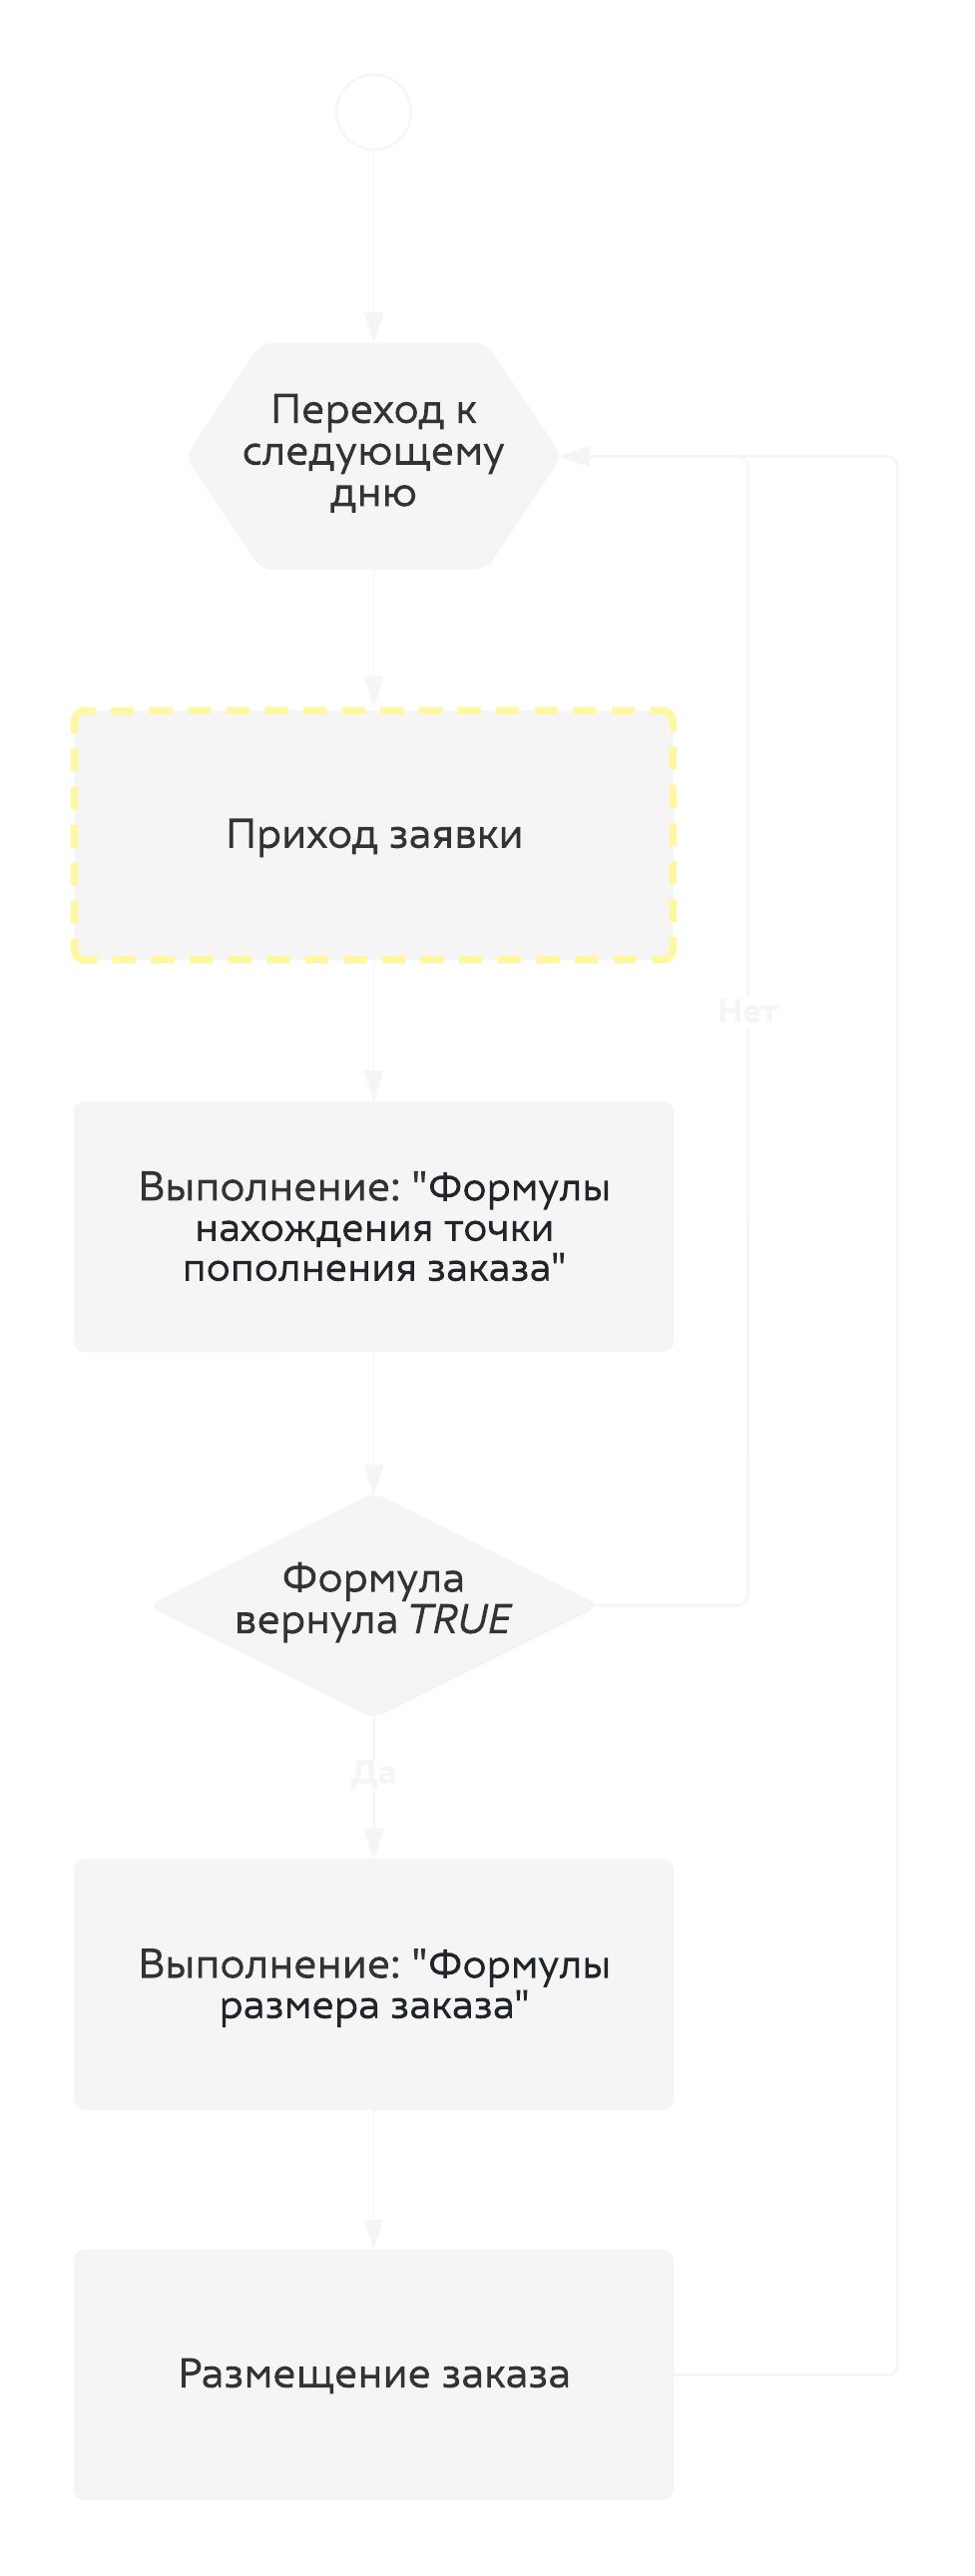 Переход к
следующему
дню
Приход заявки
Нет
Выполнение: "Формулы
нахождения точки
пополнения заказа"
Формула
вернула TRUE
Да
Выполнение: "Формулы
размера заказа"
Размещение заказа